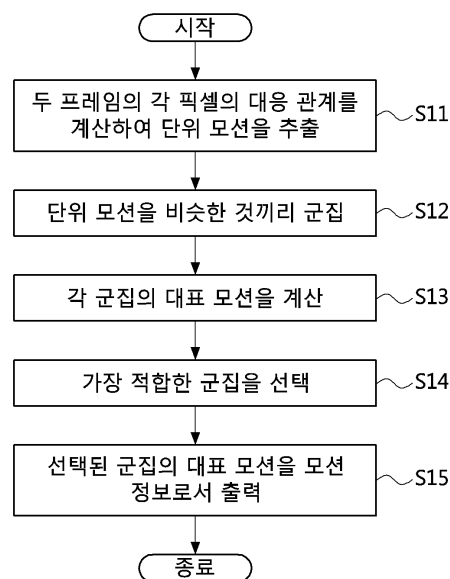 시작
두 프레임의 각 픽셀의 대응 관계를
계산하여 단위 모션을 추출
S11
단위 모션을 비슷한 것끼리 군집
S12
각 군집의 대표 모션을 계산
S13
가장 적합한 군집을 선택
S14
선택된 군집의 대표 모션을 모션
정보로서 출력
S15
종료